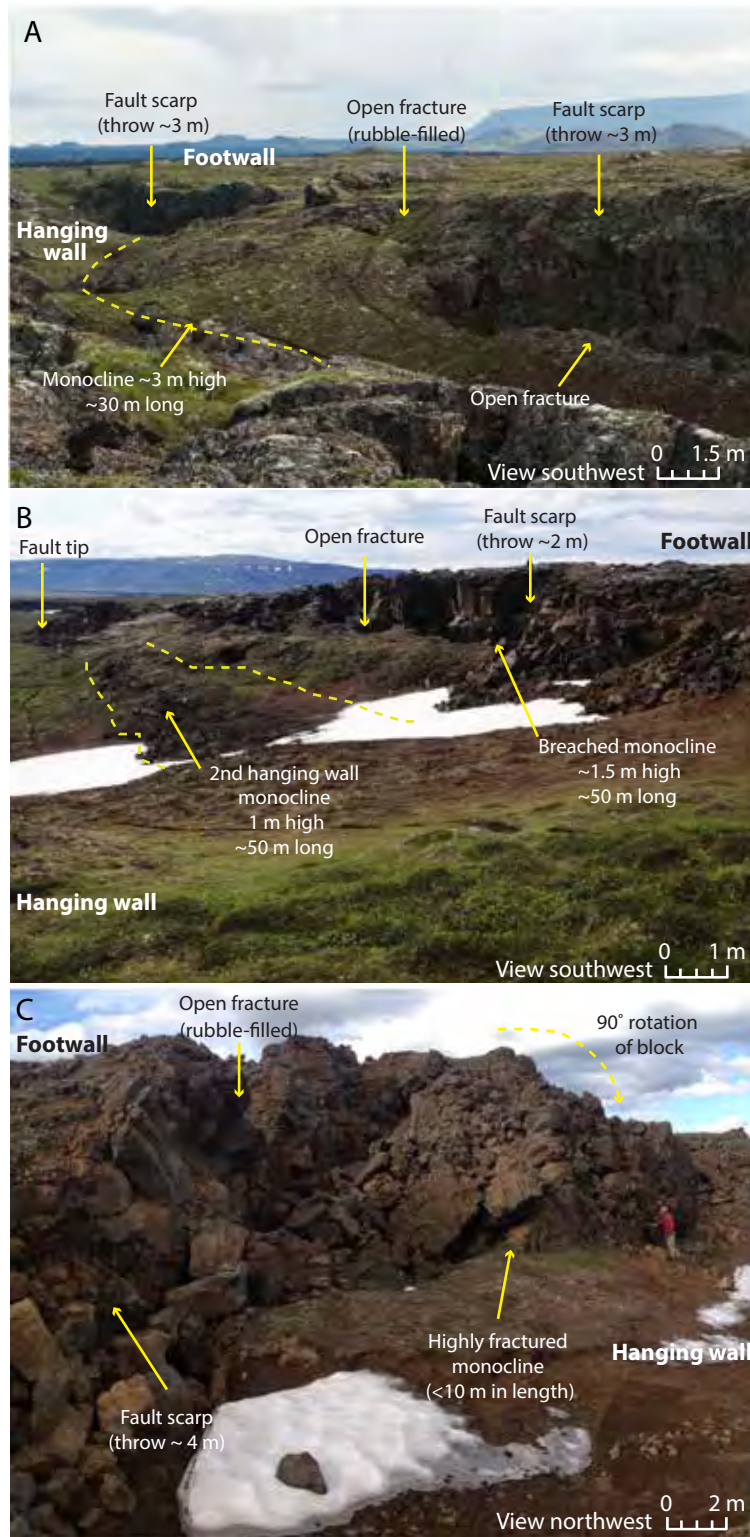 A
Fault scarp
(throw ~3 m)
Footwall
Open fracture
(rubble-filled)
Fault scarp
(throw ~3 m)
Hanging
wall
Monocline ~3 m high
~30 m long
Open fracture
0 1.5 m
View southwest
B
Fault tip
Open fracture
Fault scarp
(throw ~2 m)
Footwall
2nd hanging wall
monocline
1 m high
~50 m long
Breached monocline
~1.5 m high
~50 m long
Hanging wall
0 1 m
View southwest
C
Footwall
Open fracture
(rubble-filled)
90° rotation
of block
Fault scarp
(throw ~ 4 m)
Highly fractured
monocline
(<10 m in length)
Hanging wall
0 2 m
View northwest